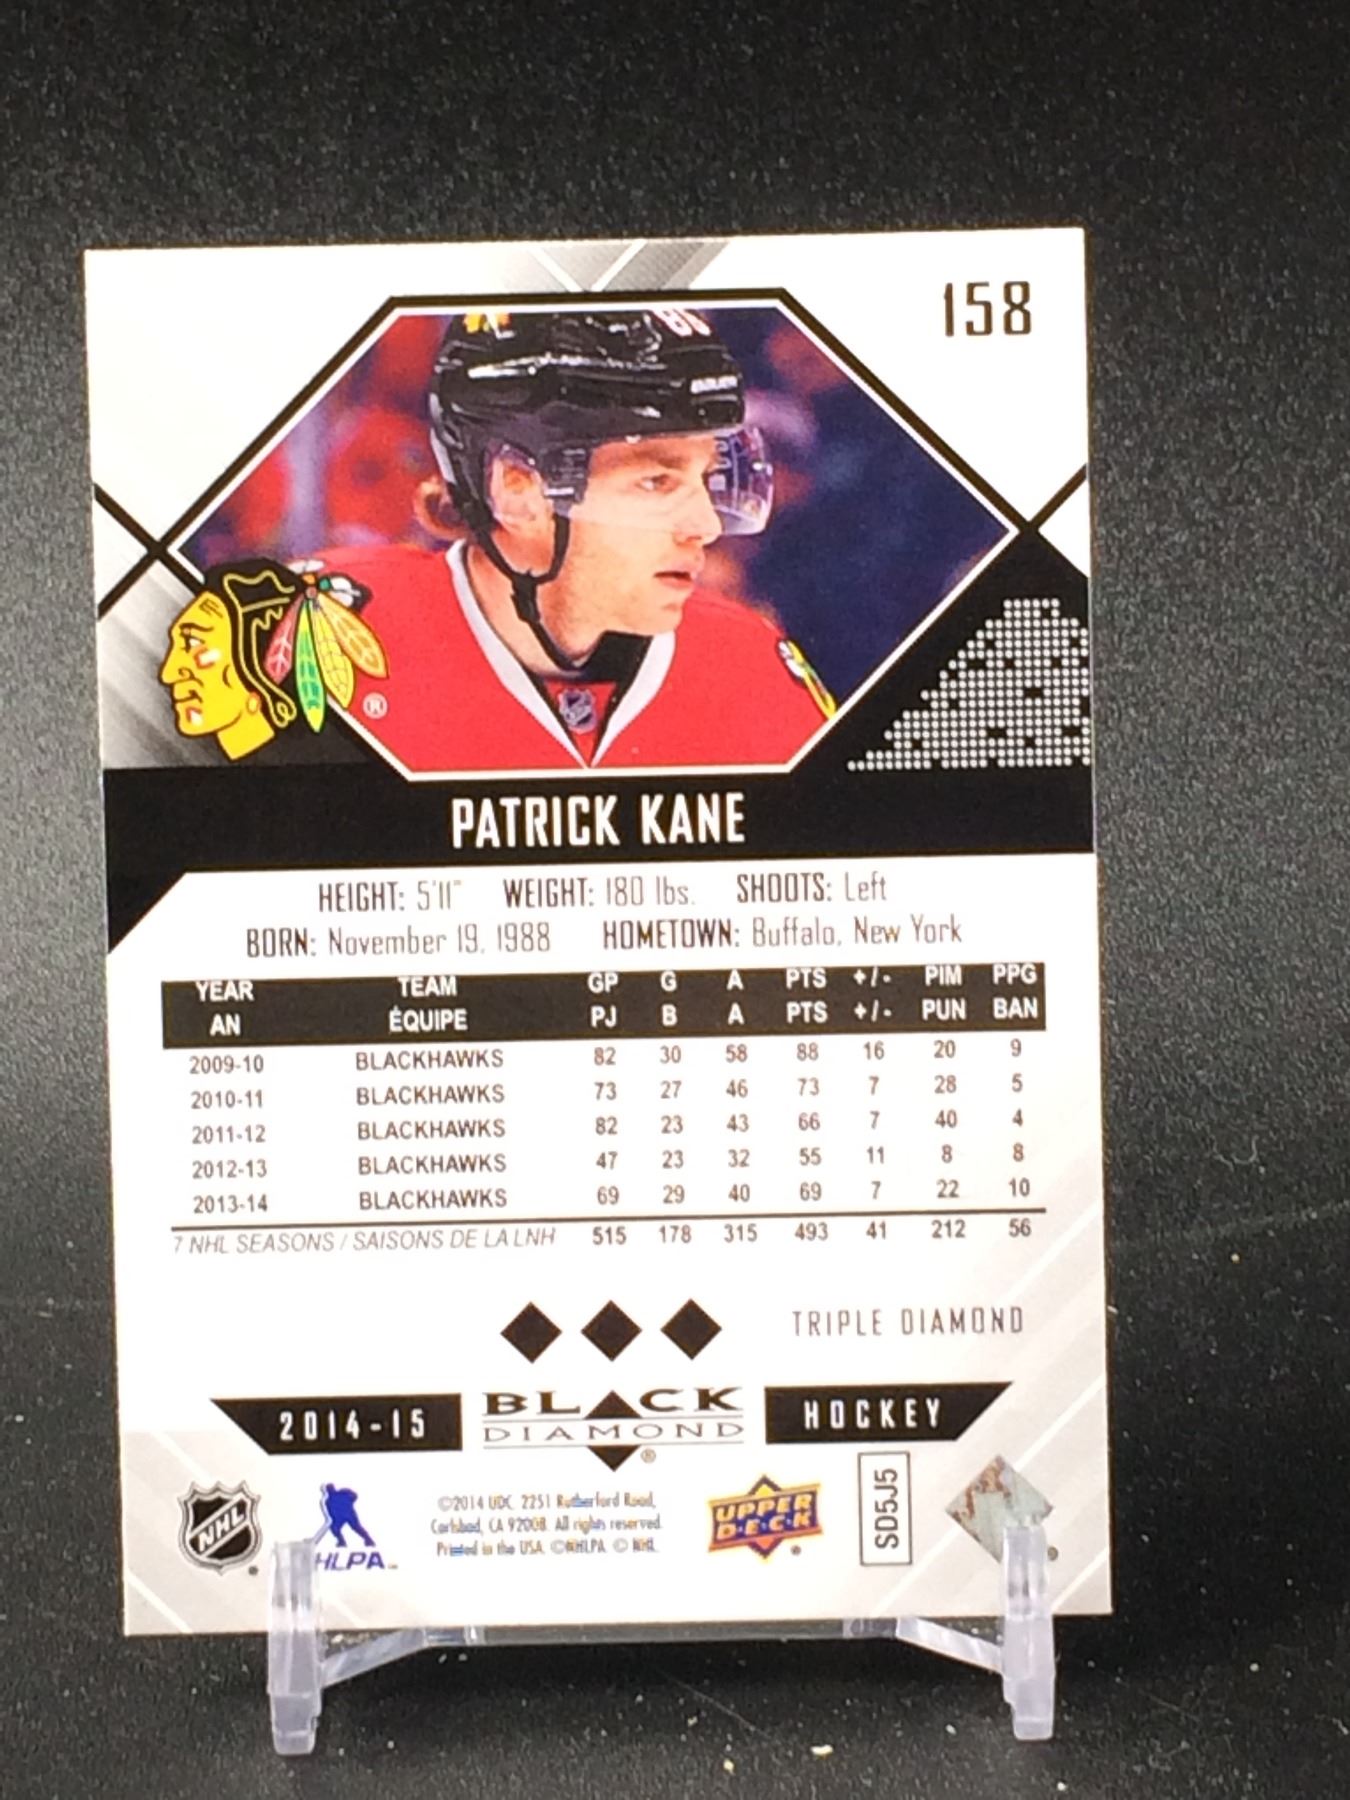 158
PATRICK KANE
HEIGHT: 5'11" WEIGHT: 180 lbs. SHOOTS: Left
BORN: November 19, 1988 HOMETOWN: Buffalo, New York
YEAR TEAM GP G A PTS +/- PIM PPG
AN ÉQUIPE PJ B A PTS +/- PUN BAN
2009-10 BLACKHAWKS 82 30 58 88 16 20 9
2010-11 BLACKHAWKS 73 27 46 73 7 28 5
2011-12 BLACKHAWKS 82 23 43 66 7 40 4
2012-13 BLACKHAWKS 47 23 32 55 11 8 8
2013-14 BLACKHAWKS 69 29 40 69 7 22 10
7 NHL SEASONS / SAISONS DE LA LNH 515 178 315 493 41 212 56
TRIPLE DIAMOND
2014-15 BLACK DIAMOND® HOCKEY
NHL
HLPA
©2014 UDC, 2251 Rutherford Road,
Carlsbad, CA 92008. All rights reserved.
Printed in the USA. ©NHLPA. © NHL.
UPPER
D•E•C•K
SD5J5